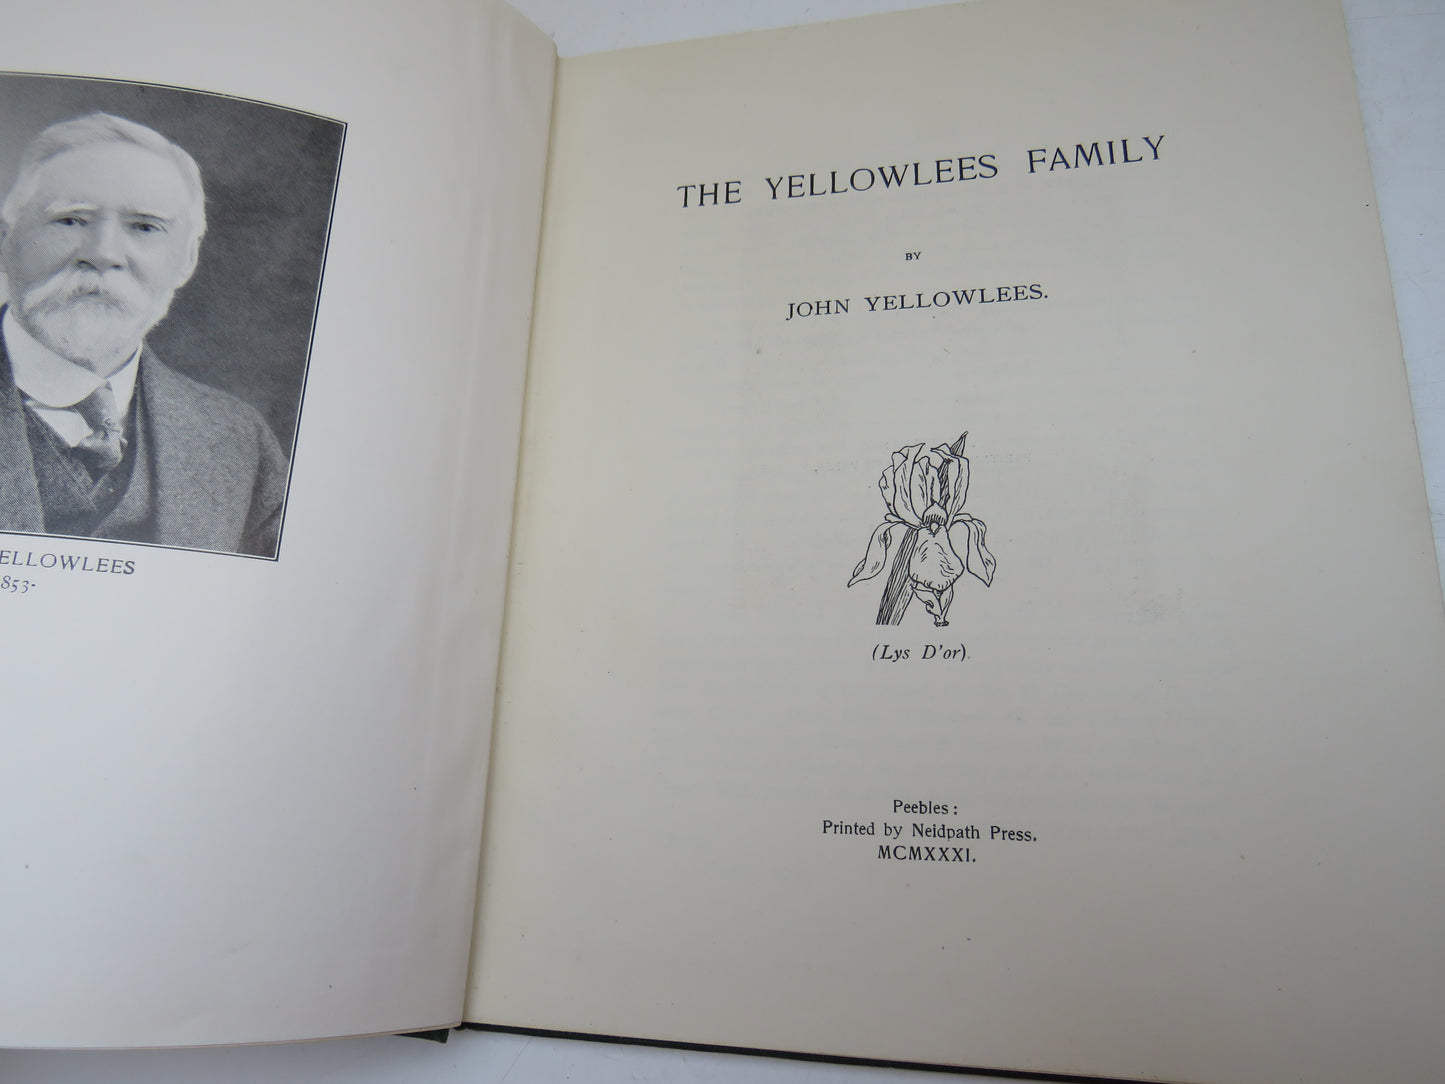 ELLOWLEES
853-
THE YELLOWLEES FAMILY
BY
JOHN YELLOWLEES.
(Lys D'or).
Peebles :
Printed by Neidpath Press.
MCMXXXI.